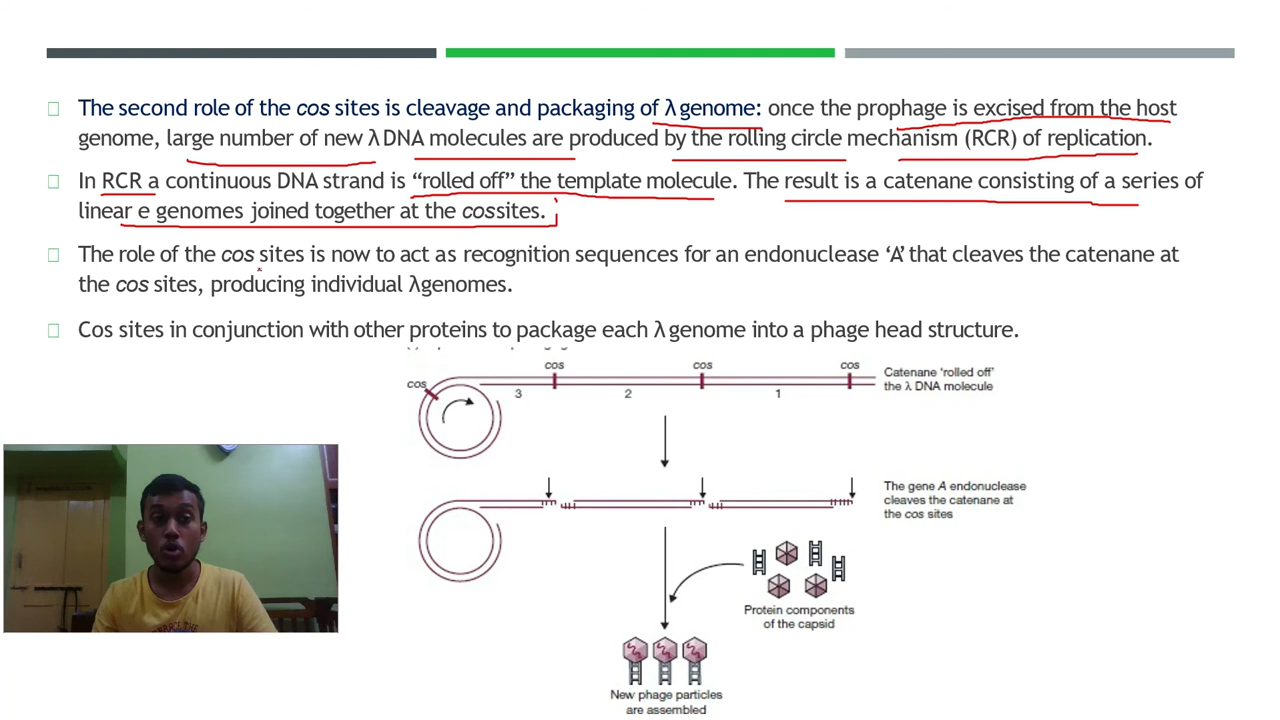 The second role of the cos sites is cleavage and packaging of λ genome: once the prophage is excised from the host
genome, large number of new λ DNA molecules are produced by the rolling circle mechanism (RCR) of replication.
In RCR a continuous DNA strand is “rolled off” the template molecule. The result is a catenane consisting of a series of
linear e genomes joined together at the cossites.
The role of the cos sites is now to act as recognition sequences for an endonuclease ‘A’ that cleaves the catenane at
the cos sites, producing individual λgenomes.
Cos sites in conjunction with other proteins to package each λ genome into a phage head structure.
cos cos cos
cos
3 2 1
Catenane ‘rolled off’
the λ DNA molecule
The gene A endonuclease
cleaves the catenane at
the cos sites
Protein components
of the capsid
New phage particles
are assembled